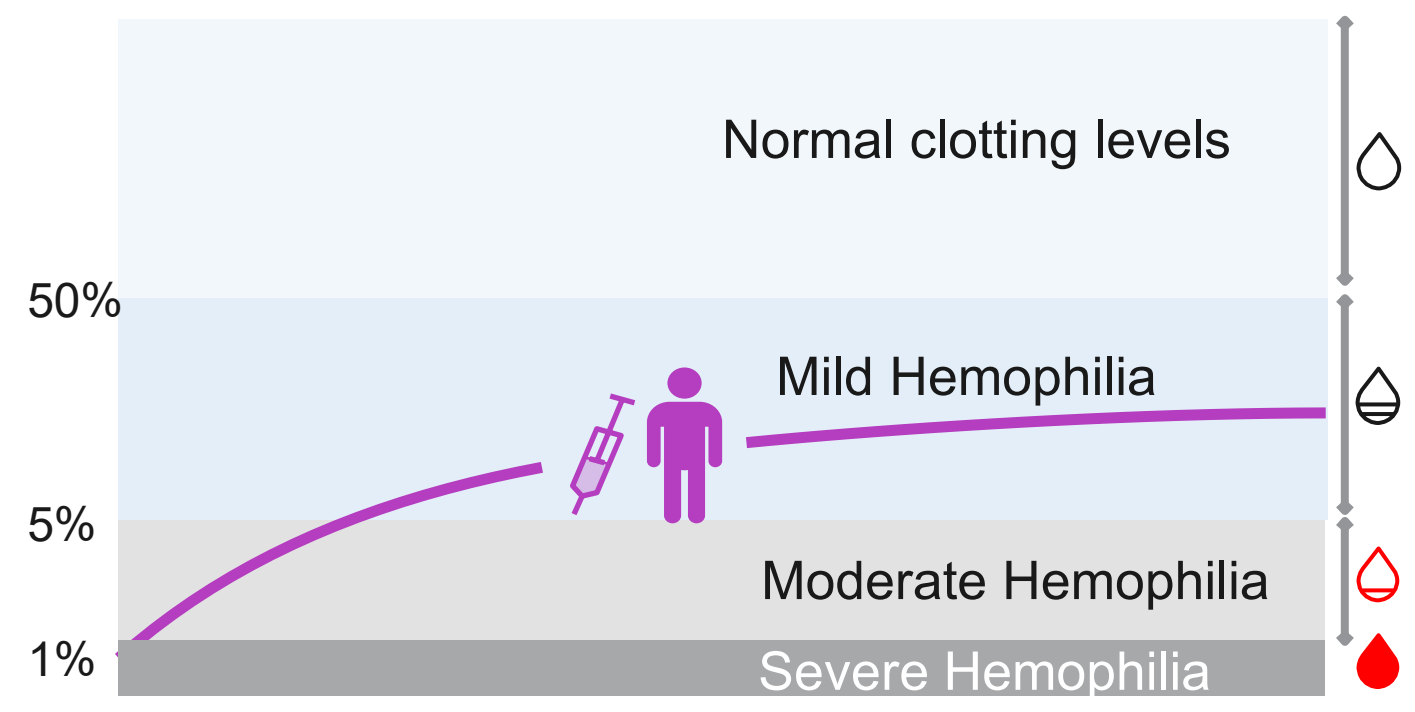 Normal clotting levels
50%
Mild Hemophilia
5%
Moderate Hemophilia
1%
Severe Hemophilia